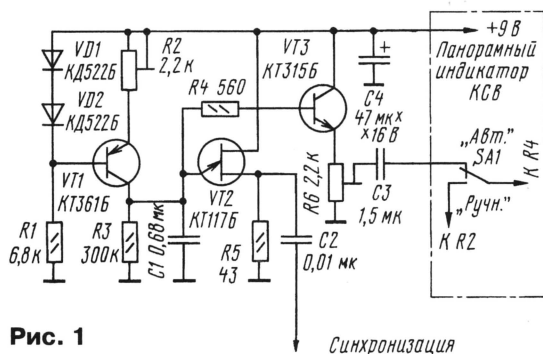 VD1
КД522Б
VD2
КД522Б
R2
2,2 к
VT3
КТ315Б
R4 560
+
C4
47 мк х
х16 В
+9 В
Панорамный
индикатор
КСВ
„Авт."
SA1
К R4
„Ручн."
К R2
VT1
КТ361Б
VT2
КТ117Б
R6 2,2 к
C3
1,5 мк
R1
6,8 к
R3
300 к
C1 0,68 мк
R5
43
C2
0,01 мк
Рис. 1
Синхронизация